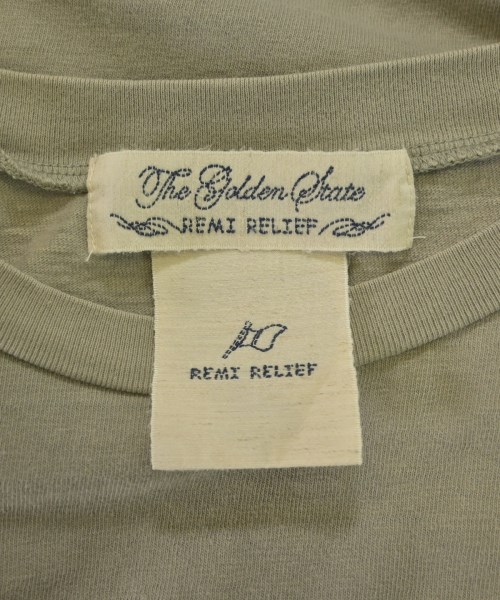 The Golden State
REMI RELIEF
REMI RELIEF